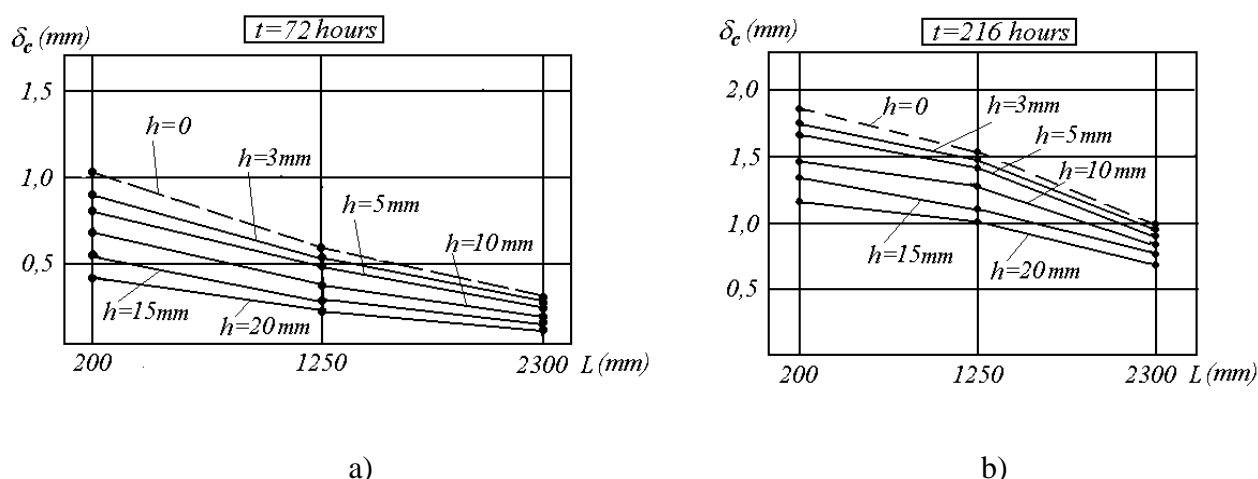 t=72 hours
δc (mm)
1,5
1,0
0,5
h=0
h=3mm
h=5mm
h=10mm
h=15mm
h=20mm
200 1250 2300 L (mm)
a)
t=216 hours
δc (mm)
2,0
1,5
1,0
0,5
h=0
h=3mm
h=5mm
h=10mm
h=15mm
h=20mm
200 1250 2300 L (mm)
b)